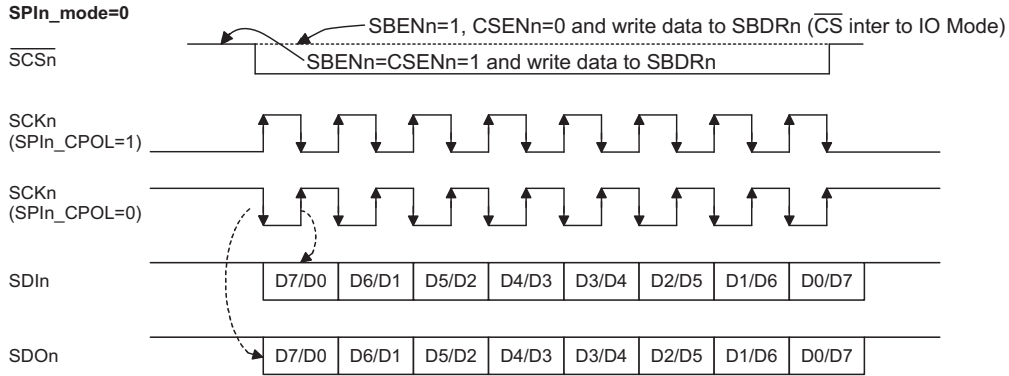 SPIn_mode=0
SBENn=1, CSENn=0 and write data to SBDRn (CS inter to IO Mode)
SCSn
SBENn=CSENn=1 and write data to SBDRn
SCKn
(SPIn_CPOL=1)
SCKn
(SPIn_CPOL=0)
SDIn D7/D0 D6/D1 D5/D2 D4/D3 D3/D4 D2/D5 D1/D6 D0/D7
SDOn D7/D0 D6/D1 D5/D2 D4/D3 D3/D4 D2/D5 D1/D6 D0/D7